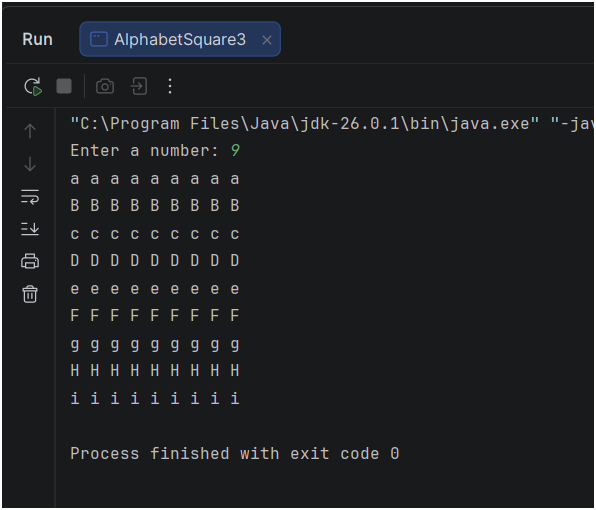 Run AlphabetSquare3
"C:\Program Files\Java\jdk-26.0.1\bin\java.exe" "-jav
Enter a number: 9
a a a a a a a a a
B B B B B B B B B
c c c c c c c c c
D D D D D D D D D
e e e e e e e e e
F F F F F F F F F
g g g g g g g g g
H H H H H H H H H
i i i i i i i i i
Process finished with exit code 0